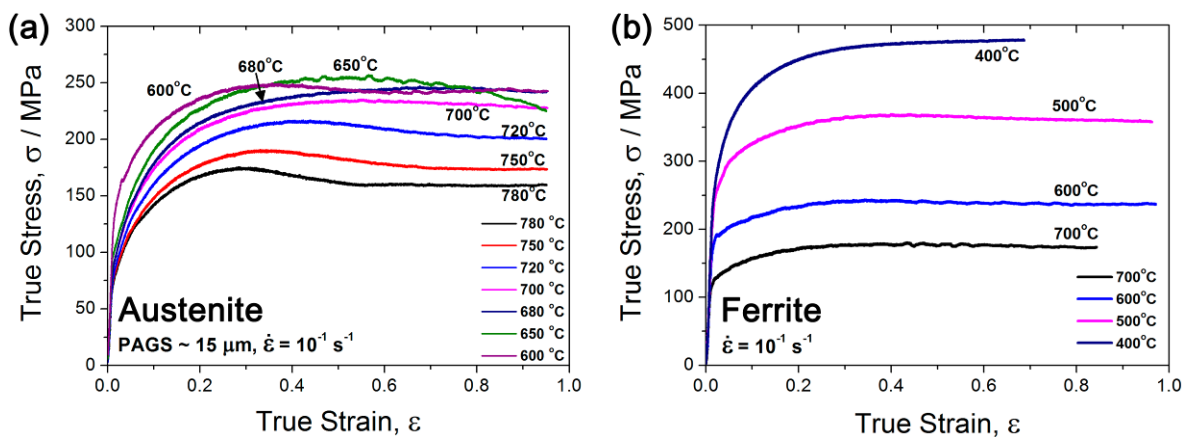 (a)
300
250
200
150
100
50
0
True Stress, σ / MPa
600°C
680°C
650°C
700°C
720°C
750°C
780°C
780 °C
750 °C
720 °C
700 °C
680 °C
650 °C
600 °C
Austenite
PAGS ~ 15 μm, ε̇ = 10⁻¹ s⁻¹
0.0 0.2 0.4 0.6 0.8 1.0
True Strain, ε
(b)
500
400
300
200
100
0
True Stress, σ / MPa
400°C
500°C
600°C
700°C
700°C
600°C
500°C
400°C
Ferrite
ε̇ = 10⁻¹ s⁻¹
0.0 0.2 0.4 0.6 0.8 1.0
True Strain, ε